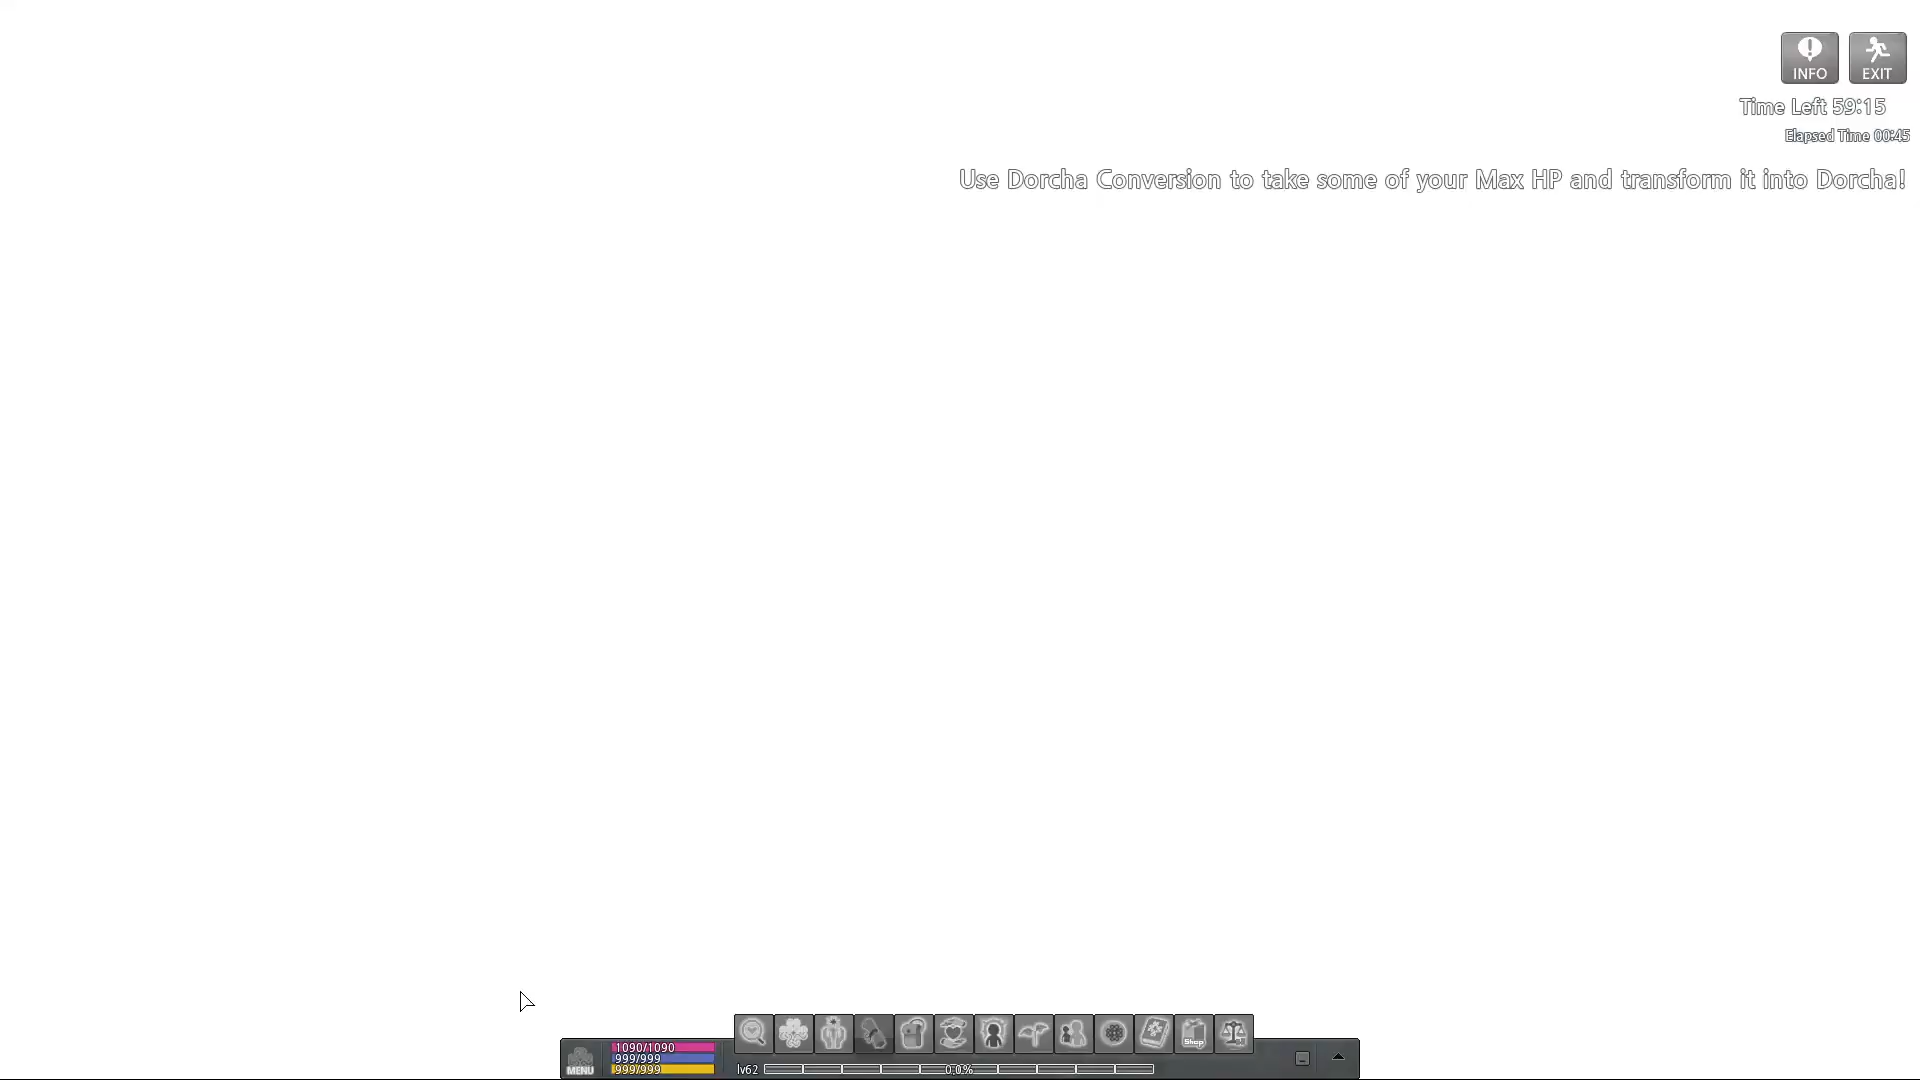 INFO
EXIT
Time Left 59:15
Elapsed Time 00:45
Use Dorcha Conversion to take some of your Max HP and transform it into Dorcha!
Shop
MENU
1090/1090
999/999
999/999
lv62
0.0%